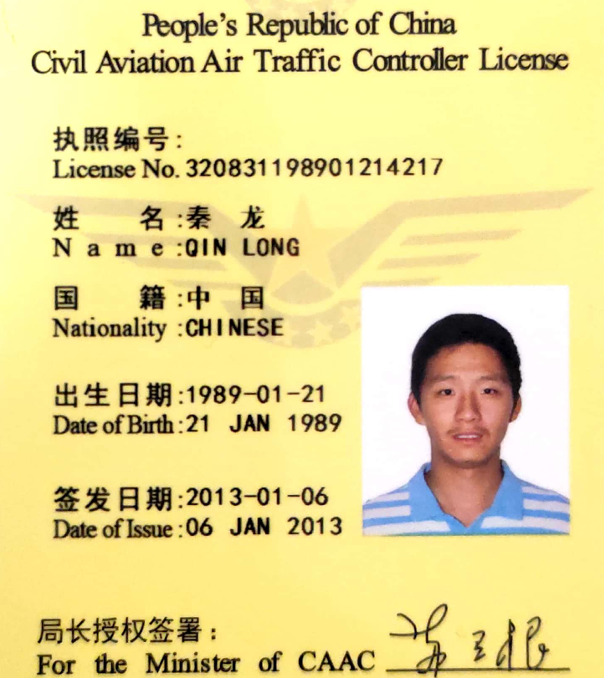 People's Republic of China
Civil Aviation Air Traffic Controller License
执照编号:
License No. 320831198901214217
姓 名:秦 龙
Name:QIN LONG
国 籍:中 国
Nationality:CHINESE
出生日期:1989-01-21
Date of Birth:21 JAN 1989
签发日期:2013-01-06
Date of Issue:06 JAN 2013
局长授权签署:
For the Minister of CAAC